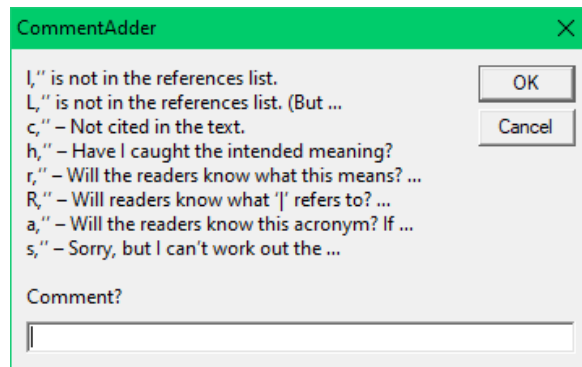 CommentAdder
l,’’ is not in the references list.
L,’’ is not in the references list. (But ...
c,’’ – Not cited in the text.
h,’’ – Have I caught the intended meaning?
r,’’ – Will the readers know what this means? ...
R,’’ – Will readers know what ‘|’ refers to? ...
a,’’ – Will the readers know this acronym? If ...
s,’’ – Sorry, but I can’t work out the ...
OK
Cancel
Comment?